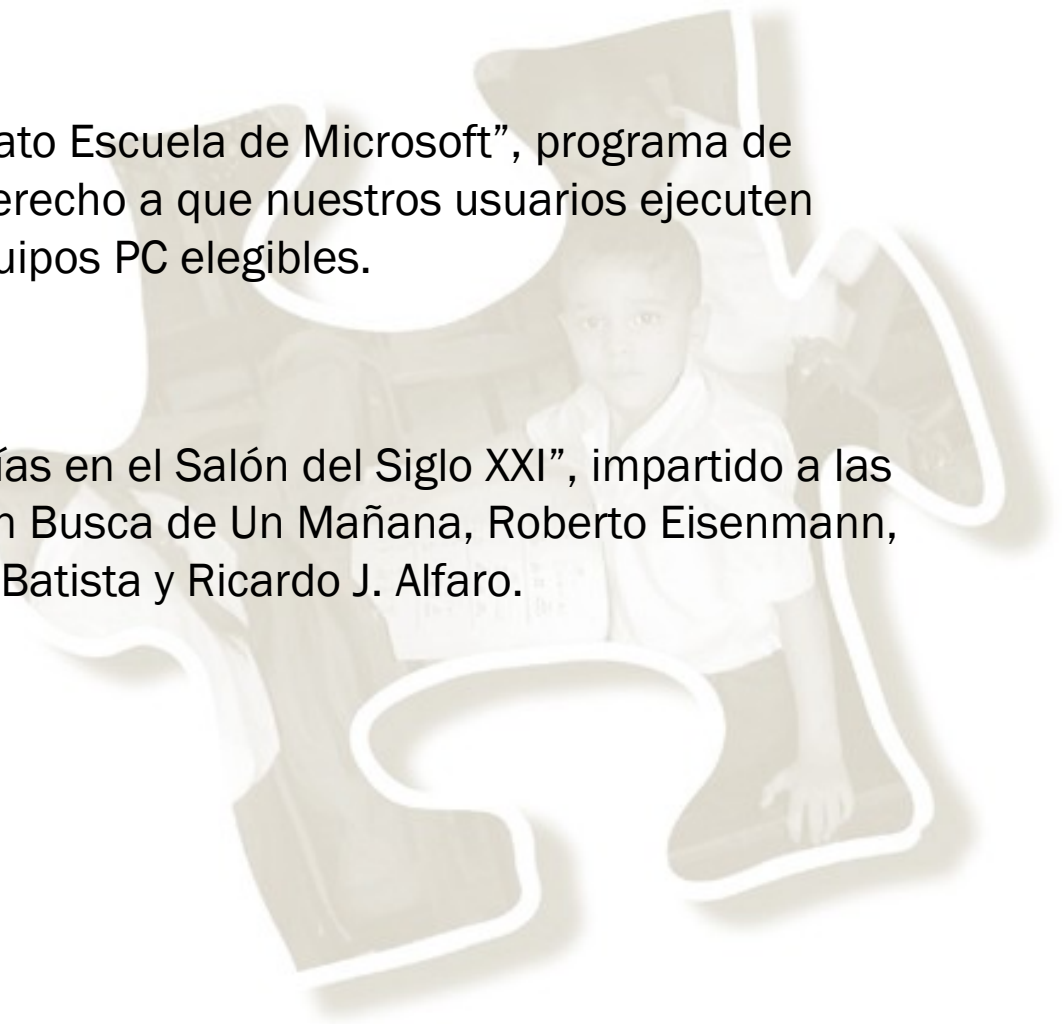 ato Escuela de Microsoft”, programa de
erecho a que nuestros usuarios ejecuten
uipos PC elegibles.
ías en el Salón del Siglo XXI”, impartido a las
n Busca de Un Mañana, Roberto Eisenmann,
Batista y Ricardo J. Alfaro.